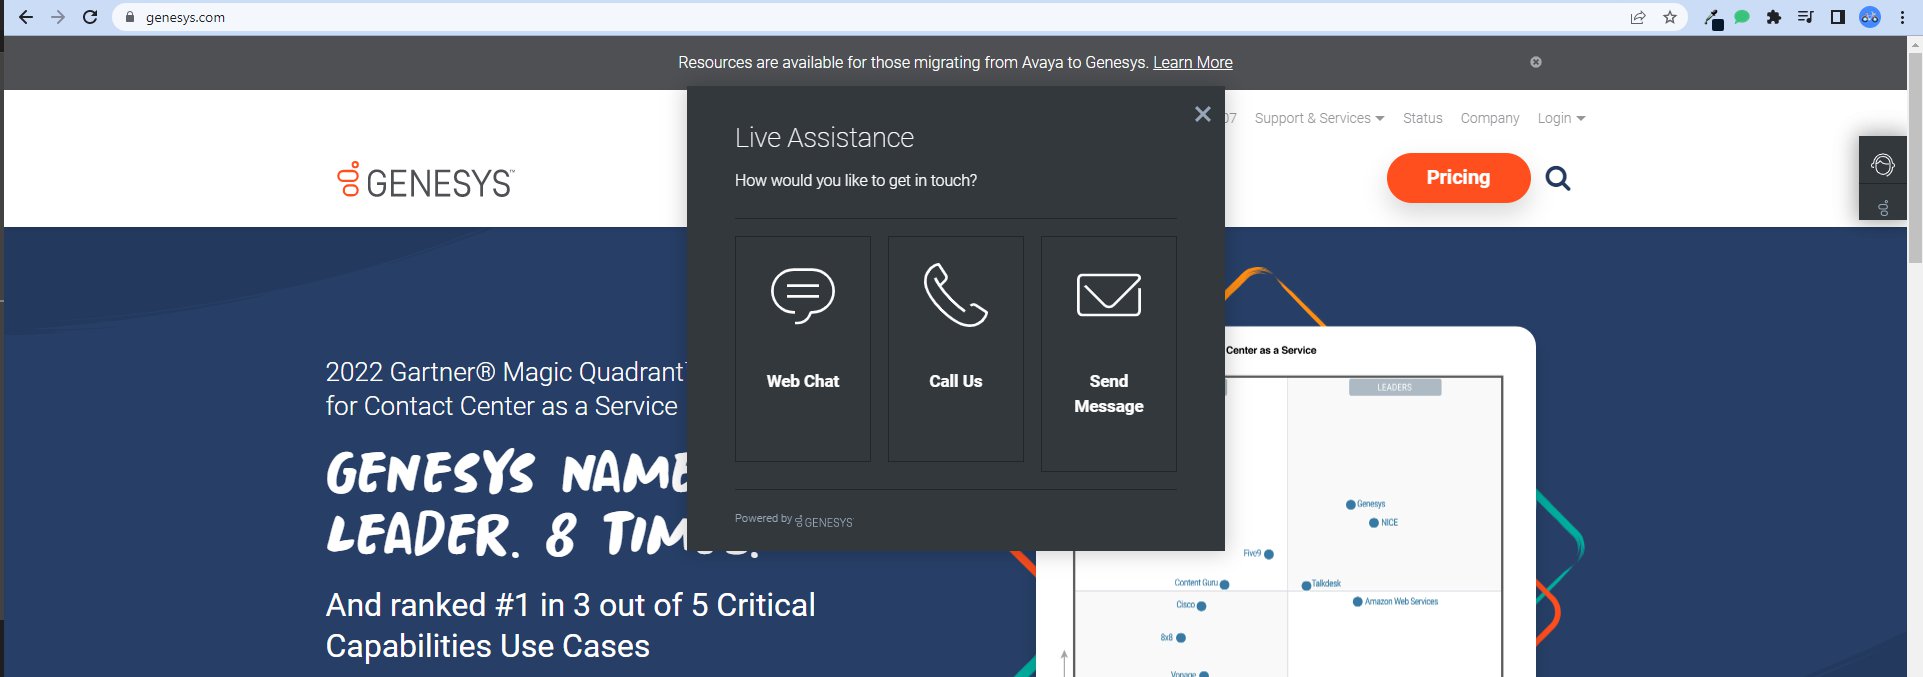 genesys.com
Resources are available for those migrating from Avaya to Genesys. Learn More
07 Support & Services Status Company Login
GENESYS™
Pricing
Live Assistance
How would you like to get in touch?
Web Chat
Call Us
Send
Message
Powered by GENESYS
2022 Gartner® Magic Quadrant
for Contact Center as a Service
GENESYS NAME
LEADER. 8 TIMES.
And ranked #1 in 3 out of 5 Critical
Capabilities Use Cases
Center as a Service
LEADERS
Genesys
NICE
Five9
Content Guru
Talkdesk
Cisco
Amazon Web Services
8x8
Vonage